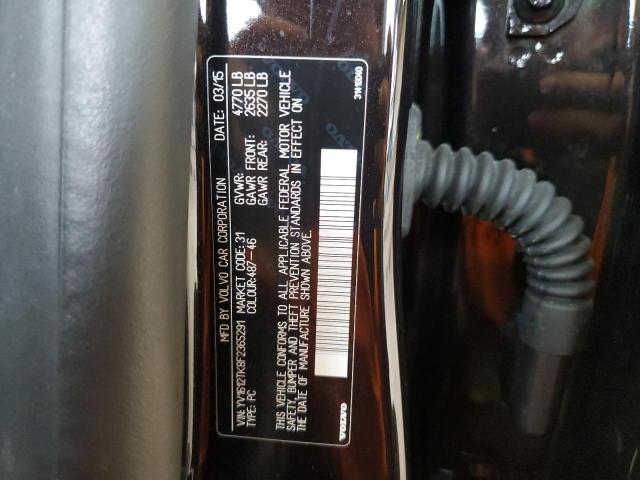 MFD BY VOLVO CAR CORPORATION DATE: 03/15
VIN: YV1612TK8F2365291 MARKET CODE: 31 GVWR: 4770 LB
TYPE: PC COLOUR:487-46 GAWR FRONT: 2635 LB
GAWR REAR: 2270 LB
THIS VEHICLE CONFORMS TO ALL APPLICABLE FEDERAL MOTOR VEHICLE
SAFETY, BUMPER AND THEFT PREVENTION STANDARDS IN EFFECT ON
THE DATE OF MANUFACTURE SHOWN ABOVE.
VOLVO